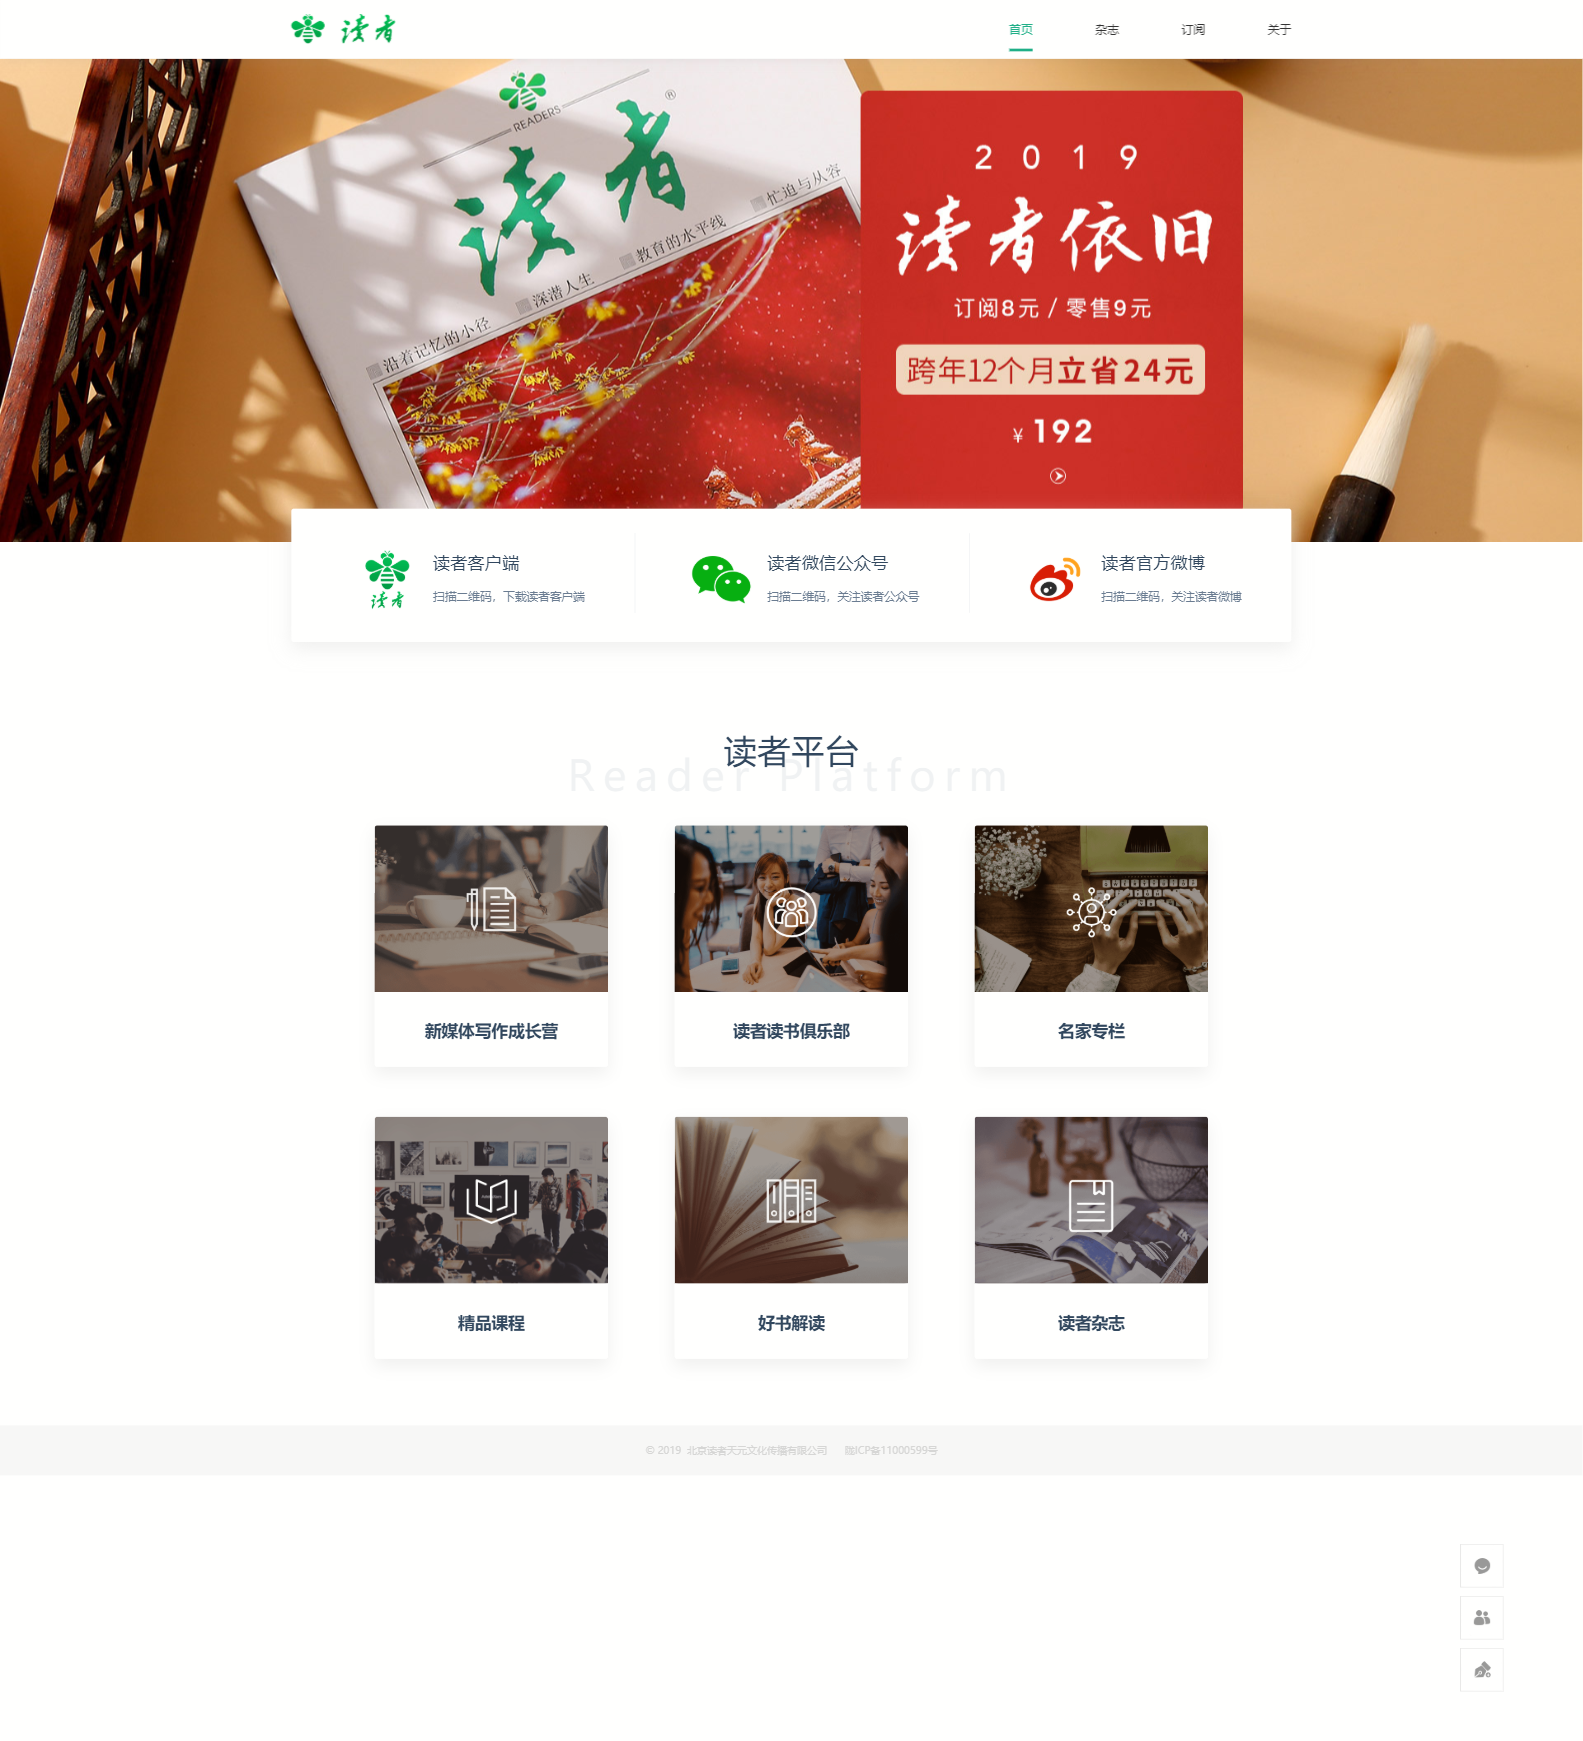 读者
首页
杂志
订阅
关于
READERS
读者®
沿着记忆的小径
深潜人生
教育的水平线
忙迫与从容
2019
读者依旧
订阅8元 / 零售9元
跨年12个月立省24元
¥ 192
读者
读者客户端
扫描二维码，下载读者客户端
读者微信公众号
扫描二维码，关注读者公众号
读者官方微博
扫描二维码，关注读者微博
读者平台
Reader Platform
新媒体写作成长营
读者读书俱乐部
名家专栏
精品课程
好书解读
读者杂志
© 2019 北京读者天元文化传播有限公司 陇ICP备11000599号